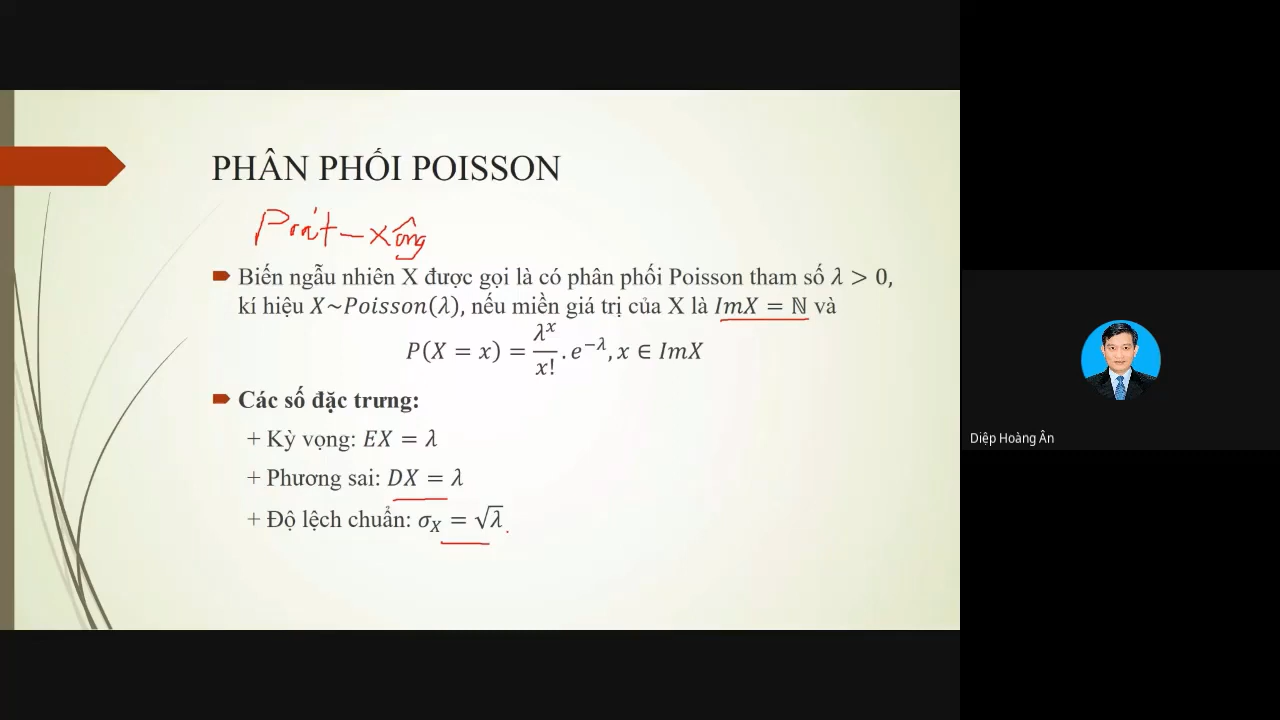 PHÂN PHỐI POISSON
Poát - xông
Biến ngẫu nhiên X được gọi là có phân phối Poisson tham số λ > 0,
kí hiệu X~Poisson(λ), nếu miền giá trị của X là ImX = ℕ và
P(X = x) = λˣ/x! . e^{−λ}, x ∈ ImX
Các số đặc trưng:
+ Kỳ vọng: EX = λ
+ Phương sai: DX = λ
+ Độ lệch chuẩn: σ_X = √λ
Diệp Hoàng Ân